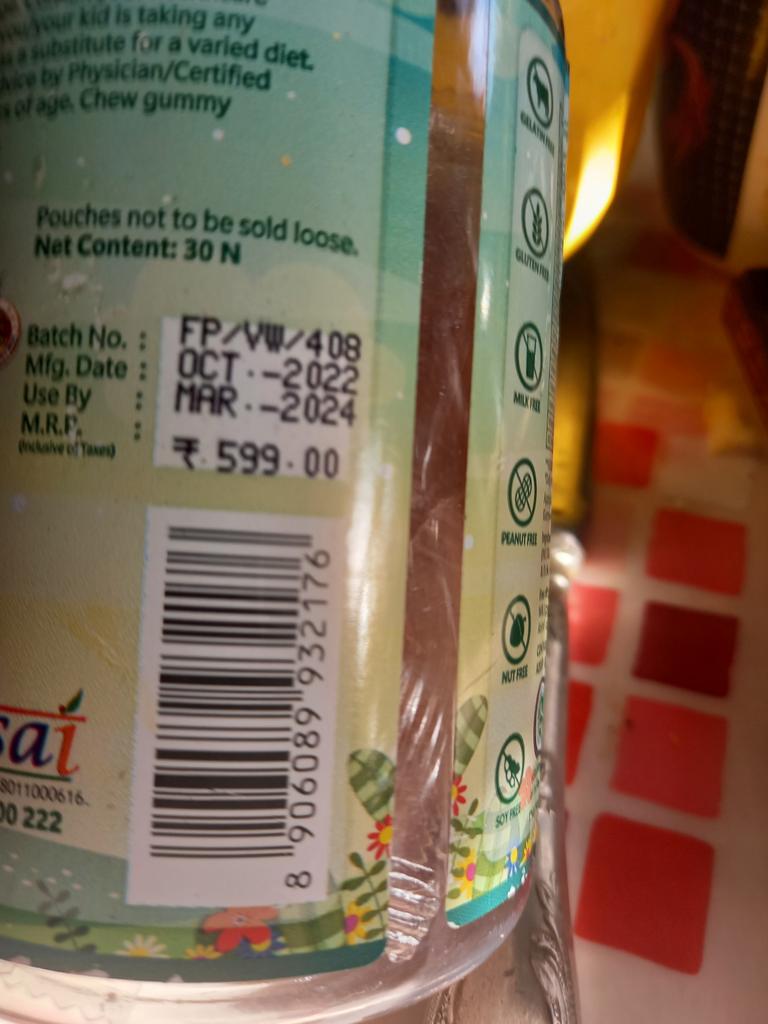 your kid is taking any
a substitute for a varied diet.
by Physician/Certified
of age. Chew gummy
Pouches not to be sold loose.
Net Content: 30 N
Batch No. : FP/VW/408
Mfg. Date : OCT.-2022
Use By : MAR.-2024
M.R.P. : ₹.599.00
(Inclusive of Taxes)
8 906089 932176
sai
8011000616.
00 222
GELATIN FREE
GLUTEN FREE
MILK FREE
PEANUT FREE
NUT FREE
SOY FREE